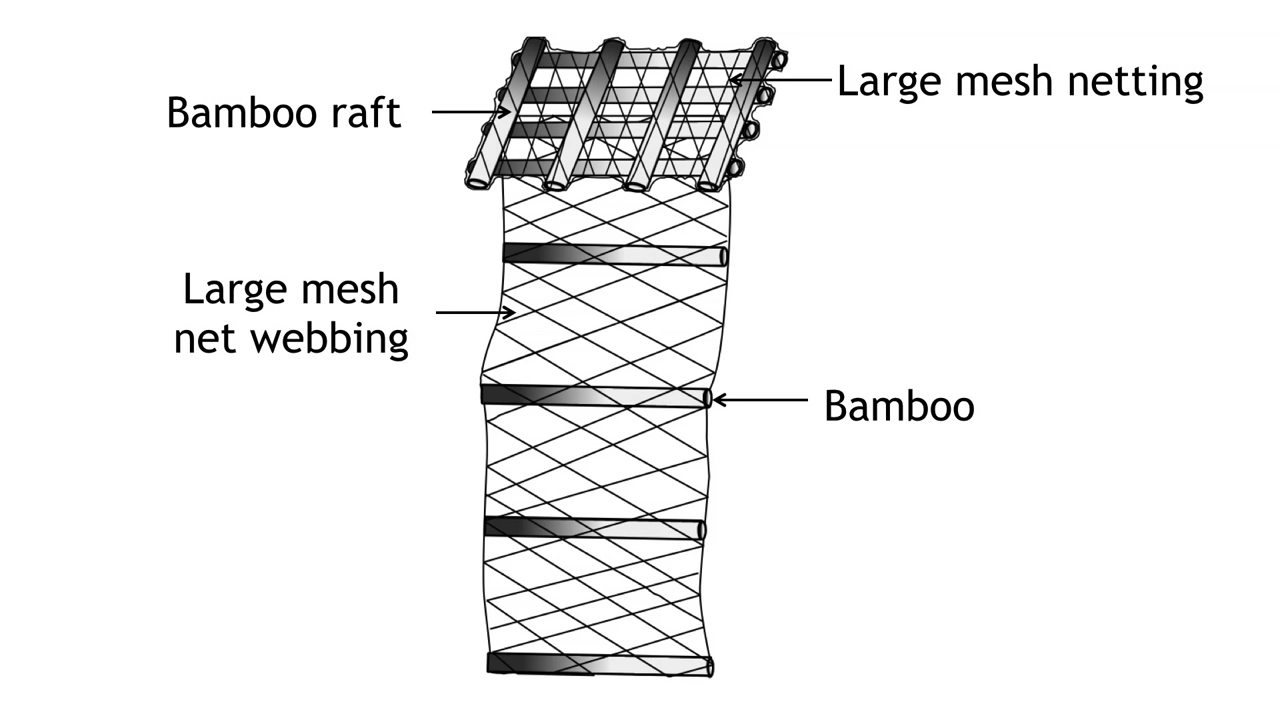 Large mesh netting
Bamboo raft
Large mesh
net webbing
Bamboo